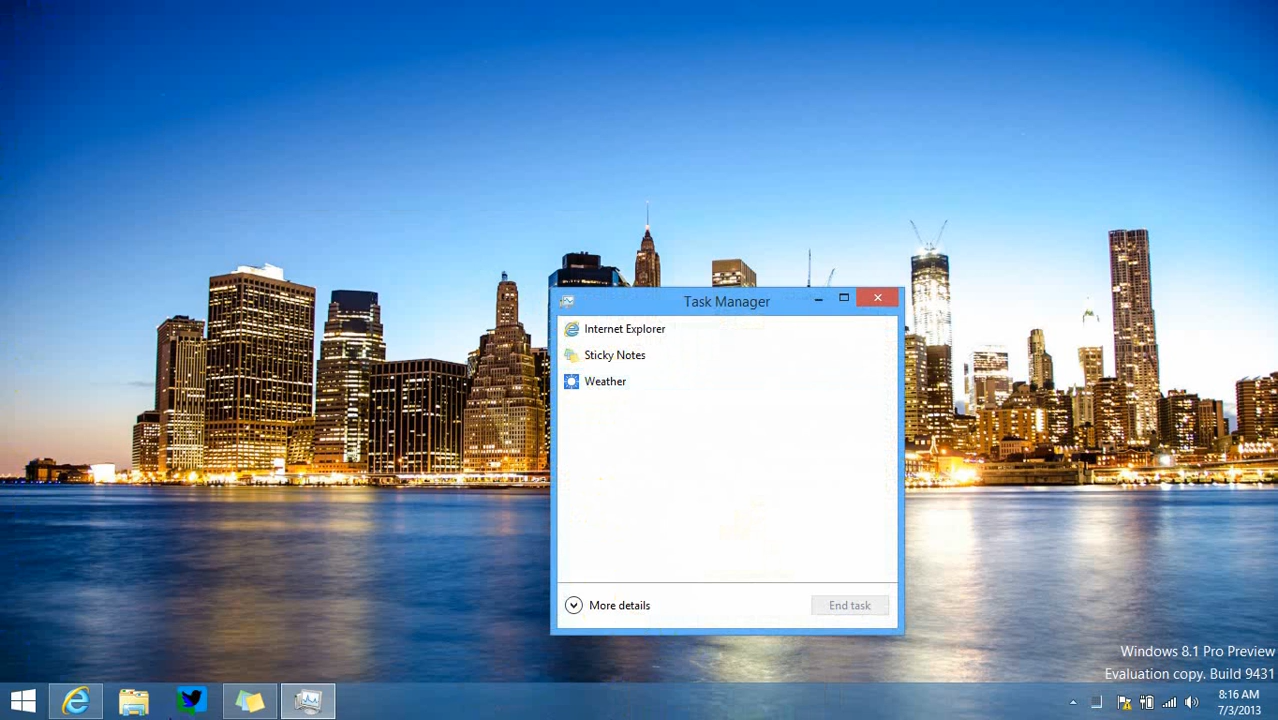 Task Manager
Internet Explorer
Sticky Notes
Weather
More details
End task
Windows 8.1 Pro Preview
Evaluation copy. Build 9431
8:16 AM
7/3/2013